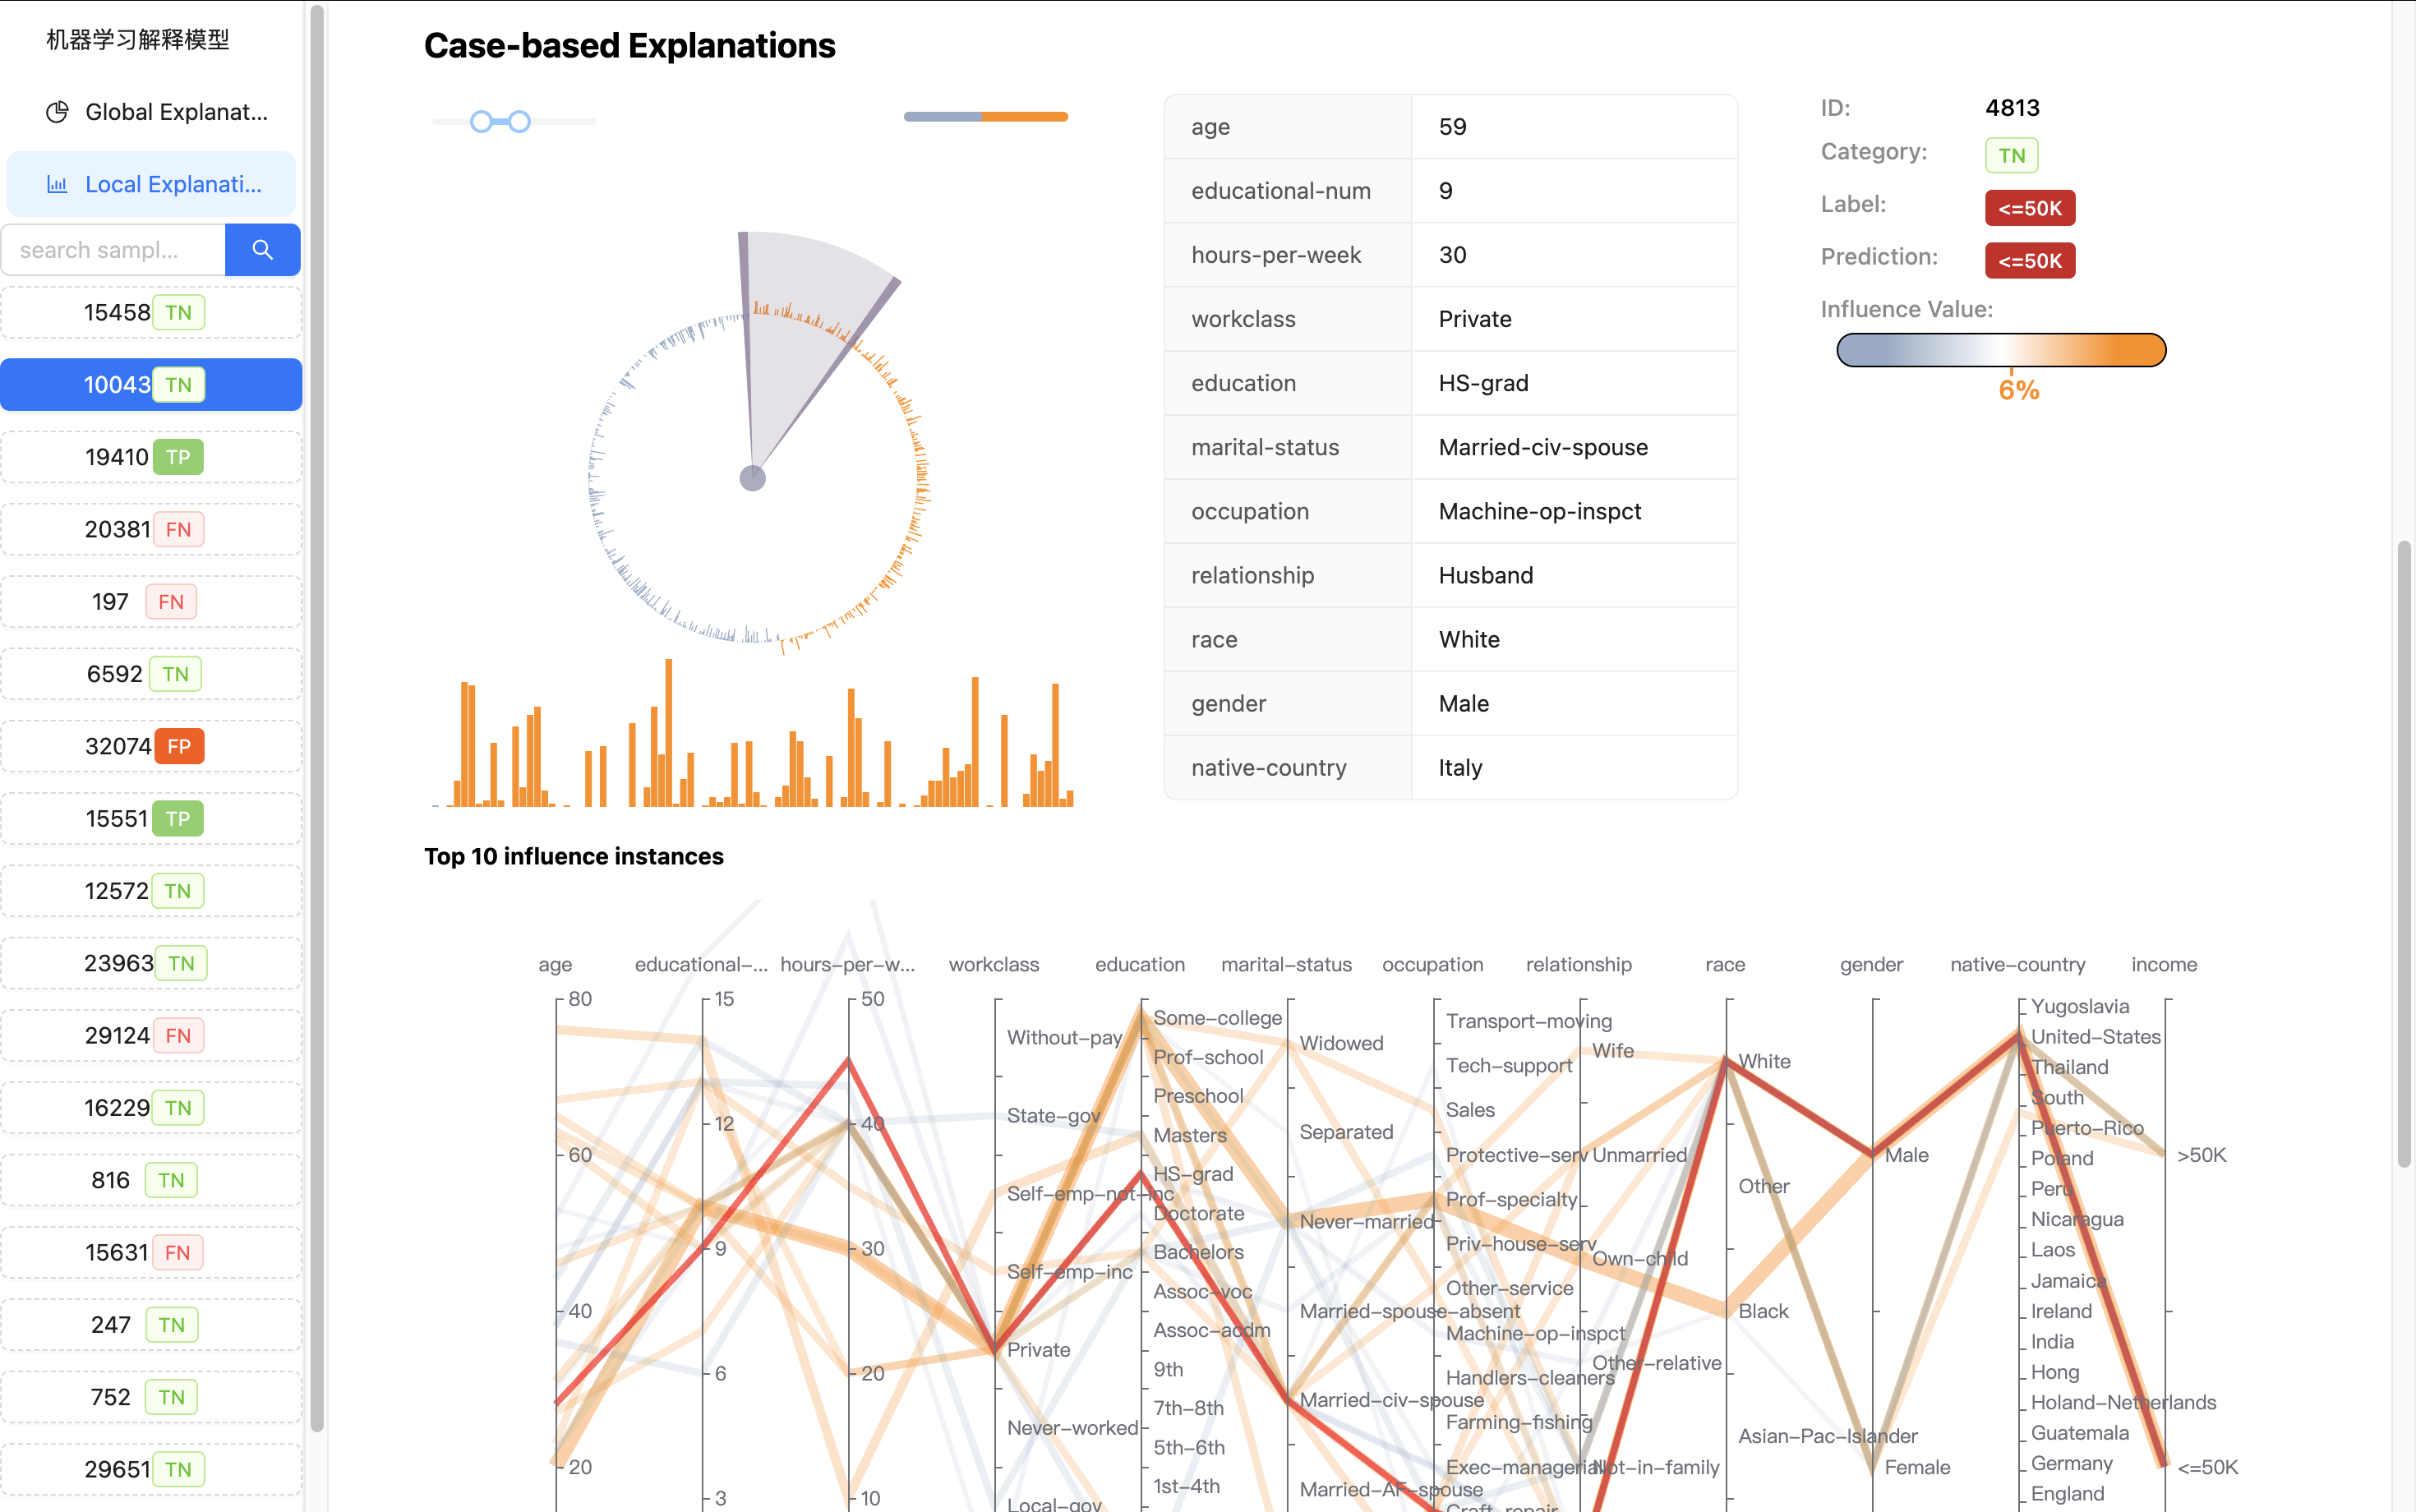 机器学习解释模型
Global Explanat...
Local Explanati...
search sampl...
15458 TN
10043 TN
19410 TP
20381 FN
197 FN
6592 TN
32074 FP
15551 TP
12572 TN
23963 TN
29124 FN
16229 TN
816 TN
15631 FN
247 TN
752 TN
29651 TN
Case-based Explanations
age 59
educational-num 9
hours-per-week 30
workclass Private
education HS-grad
marital-status Married-civ-spouse
occupation Machine-op-inspct
relationship Husband
race White
gender Male
native-country Italy
ID: 4813
Category: TN
Label: <=50K
Prediction: <=50K
Influence Value:
6%
Top 10 influence instances
age educational-... hours-per-w... workclass education marital-status occupation relationship race gender native-country income
80
60
40
20
15
12
9
6
3
50
40
30
20
10
Without-pay
State-gov
Self-emp-not-inc
Self-emp-inc
Private
Never-worked
Local-gov
Some-college
Prof-school
Preschool
Masters
HS-grad
Doctorate
Bachelors
Assoc-voc
Assoc-acdm
9th
7th-8th
5th-6th
1st-4th
Widowed
Separated
Never-married
Married-spouse-absent
Married-civ-spouse
Married-AF-spouse
Transport-moving
Tech-support
Sales
Protective-serv
Prof-specialty
Priv-house-serv
Other-service
Machine-op-inspct
Handlers-cleaners
Farming-fishing
Exec-managerial
Craft-repair
Wife
Unmarried
Own-child
Other-relative
Not-in-family
White
Other
Black
Asian-Pac-Islander
Male
Female
Yugoslavia
United-States
Thailand
South
Puerto-Rico
Poland
Peru
Nicaragua
Laos
Jamaica
Ireland
India
Hong
Holand-Netherlands
Guatemala
Germany
England
>50K
<=50K